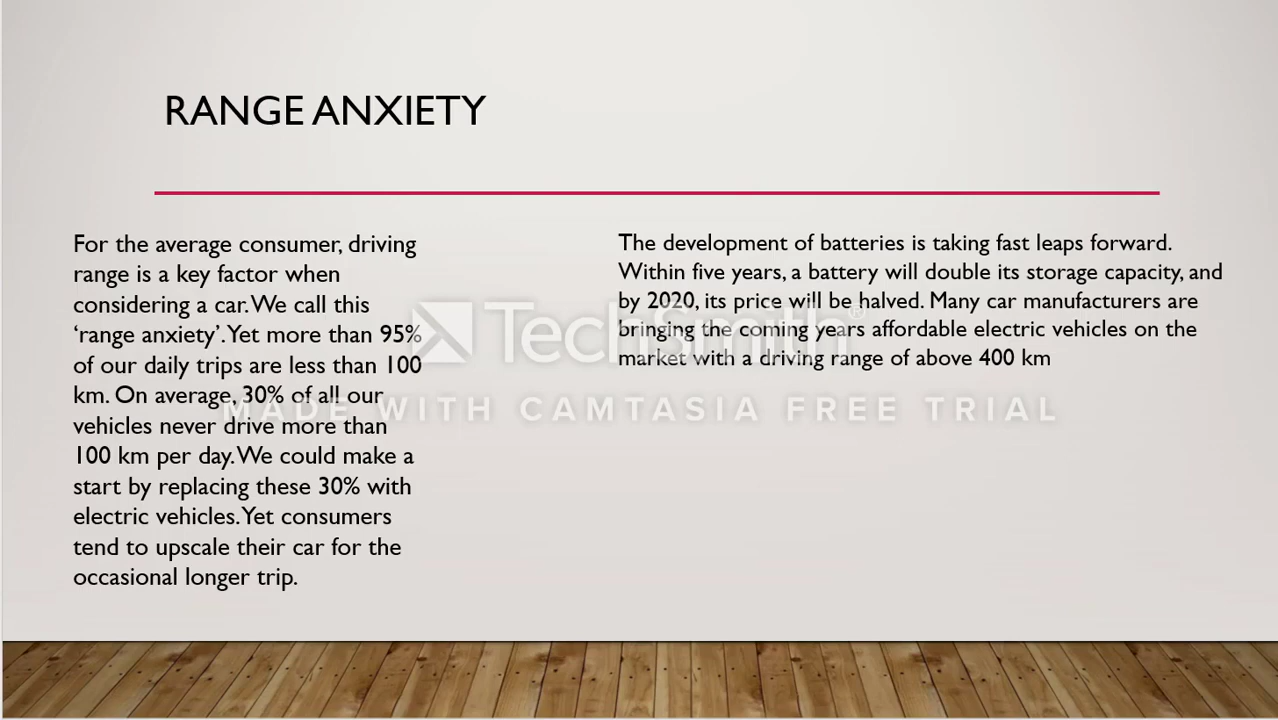 RANGE ANXIETY
For the average consumer, driving
range is a key factor when
considering a car. We call this
‘range anxiety’. Yet more than 95%
of our daily trips are less than 100
km. On average, 30% of all our
vehicles never drive more than
100 km per day. We could make a
start by replacing these 30% with
electric vehicles. Yet consumers
tend to upscale their car for the
occasional longer trip.
The development of batteries is taking fast leaps forward.
Within five years, a battery will double its storage capacity, and
by 2020, its price will be halved. Many car manufacturers are
bringing the coming years affordable electric vehicles on the
market with a driving range of above 400 km
TechSmith®
MADE WITH CAMTASIA FREE TRIAL